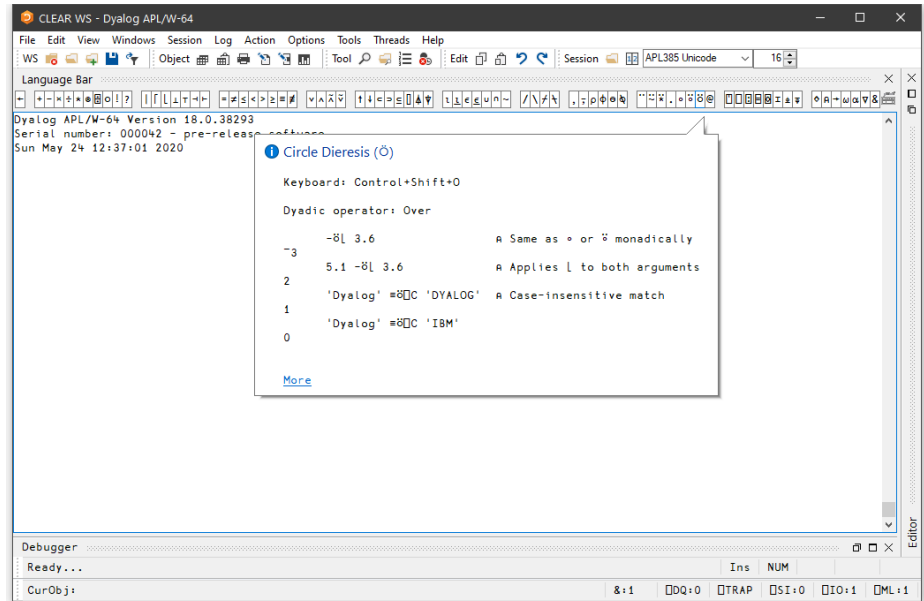 CLEAR WS - Dyalog APL/W-64
File Edit View Windows Session Log Action Options Tools Threads Help
WS Object Tool Edit Session APL385 Unicode 16
Language Bar
← + - × ÷ * ⍟ ⌹ ○ ! ? | ⌈ ⌊ ⊥ ⊤ ⊣ ⊢ = ≠ ≤ < > ≥ ≡ ≢ ∨ ∧ ⍲ ⍱ ↑ ↓ ⊂ ⊃ ⊆ ⌷ ⍋ ⍒ ⍳ ⍸ ∊ ⍷ ∪ ∩ ~ / \ ⌿ ⍀ , ⍪ ⍴ ⌽ ⊖ ⍉ ¨ ⍨ ⍣ . ∘ ⍤ ⍥ @
Dyalog APL/W-64 Version 18.0.38293
Serial number: 000042 - pre-release software
Sun May 24 12:37:01 2020
Circle Dieresis (⍥)
Keyboard: Control+Shift+O
Dyadic operator: Over
-⍥⌊ 3.6 ⍝ Same as ∘ or ⍤ monadically
¯3
5.1 -⍥⌊ 3.6 ⍝ Applies ⌊ to both arguments
2
'Dyalog' ≡⍥⎕C 'DYALOG' ⍝ Case-insensitive match
1
'Dyalog' ≡⍥⎕C 'IBM'
0
More
Editor
Debugger
Ready... Ins NUM
CurObj: &:1 ⎕DQ:0 ⎕TRAP ⎕SI:0 ⎕IO:1 ⎕ML:1